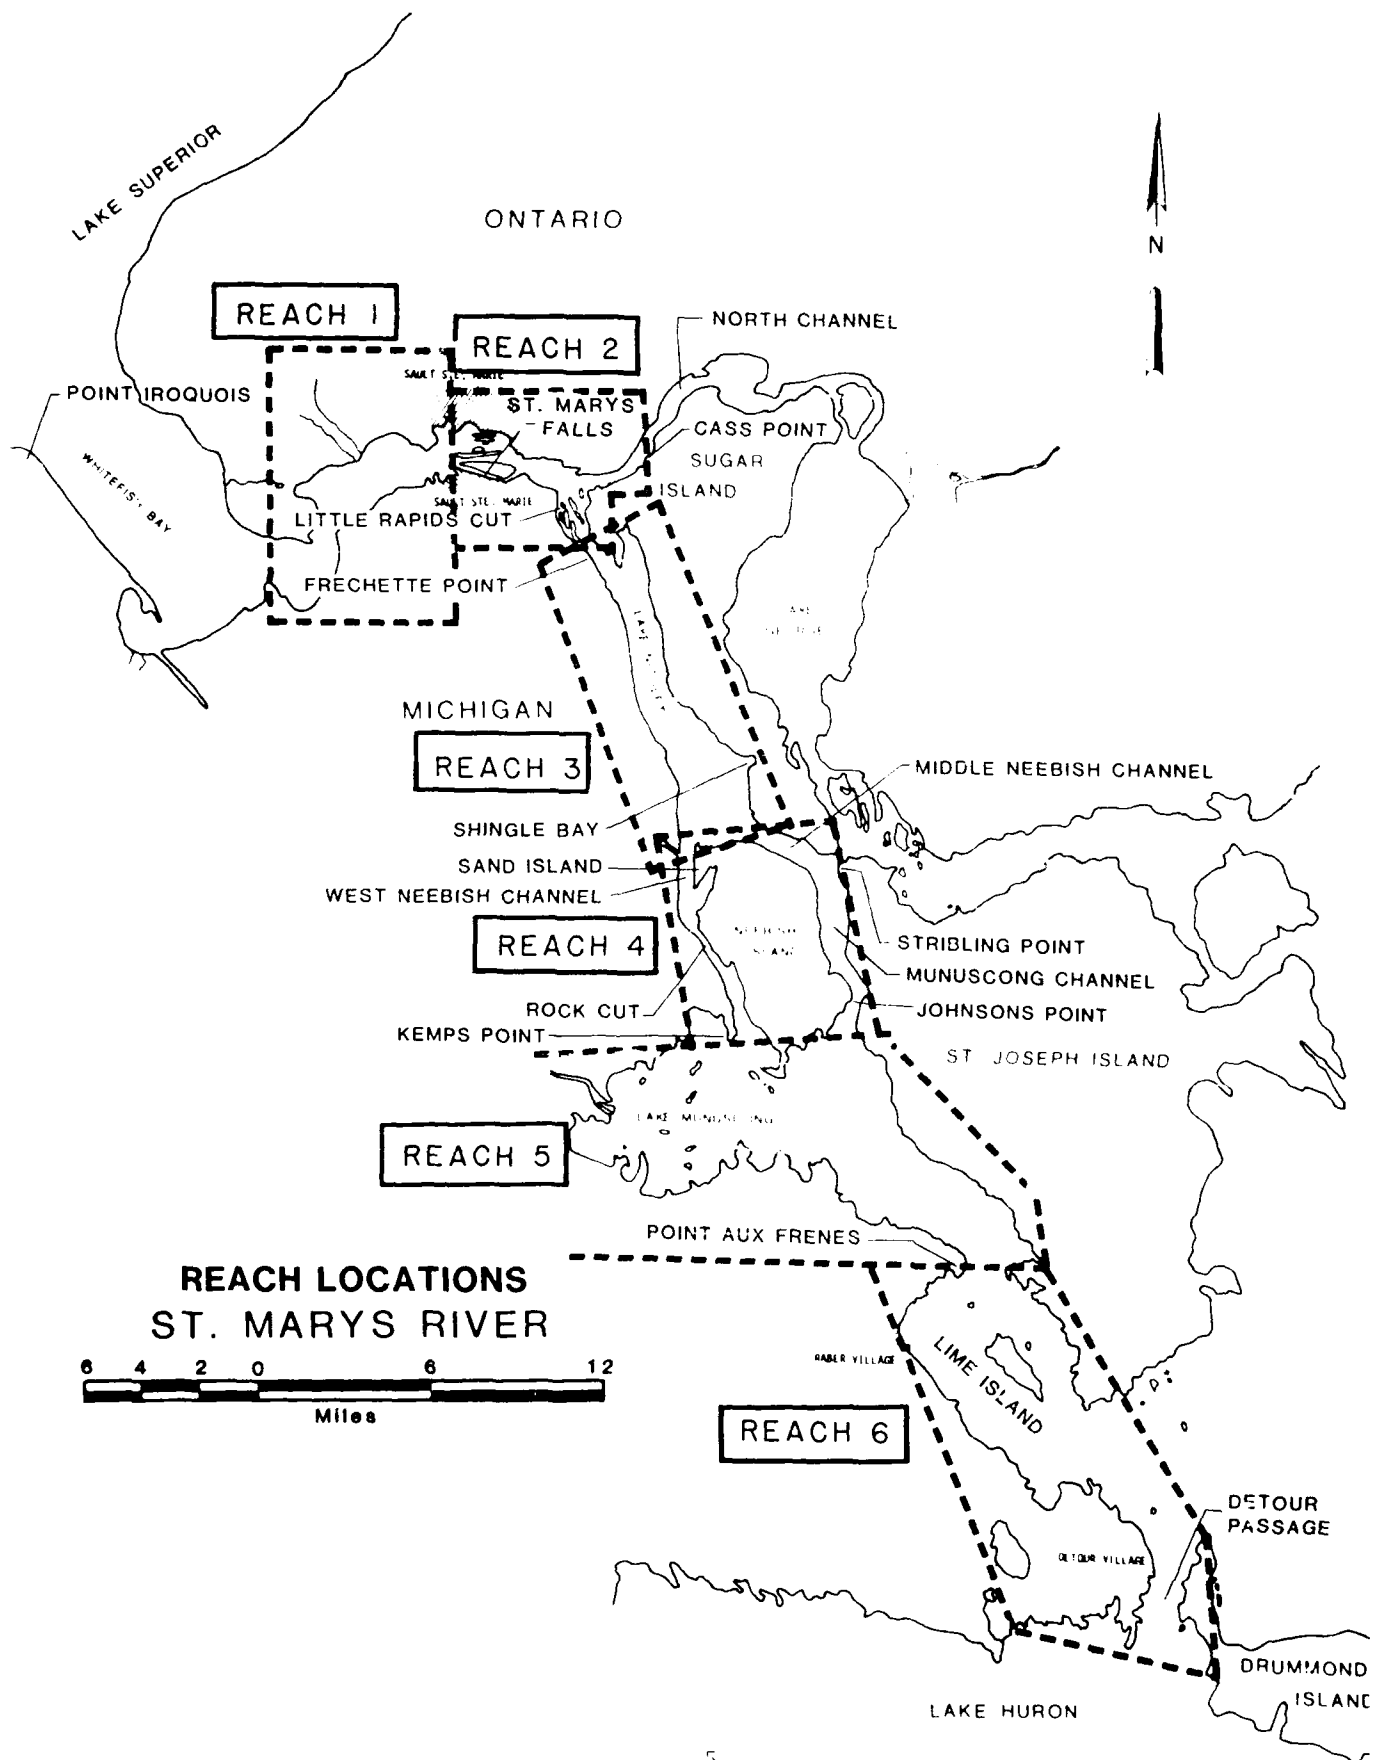 LAKE SUPERIOR
ONTARIO
N
REACH 1
NORTH CHANNEL
REACH 2
SAULT STE. MARIE
POINT IROQUOIS
ST. MARYS
FALLS
CASS POINT
SUGAR
ISLAND
WHITEFISH BAY
SAULT STE. MARIE
LITTLE RAPIDS CUT
FRECHETTE POINT
LAKE
MICHIGAN
REACH 3
MIDDLE NEEBISH CHANNEL
SHINGLE BAY
SAND ISLAND
WEST NEEBISH CHANNEL
REACH 4
STRIBLING POINT
MUNUSCONG CHANNEL
ROCK CUT
JOHNSONS POINT
KEMPS POINT
ST. JOSEPH ISLAND
LAKE
REACH 5
POINT AUX FRENES
REACH LOCATIONS
ST. MARYS RIVER
6 4 2 0 6 12
Miles
RABER VILLAGE
LIME ISLAND
REACH 6
DETOUR
PASSAGE
DETOUR VILLAGE
DRUMMOND
ISLAND
LAKE HURON
5